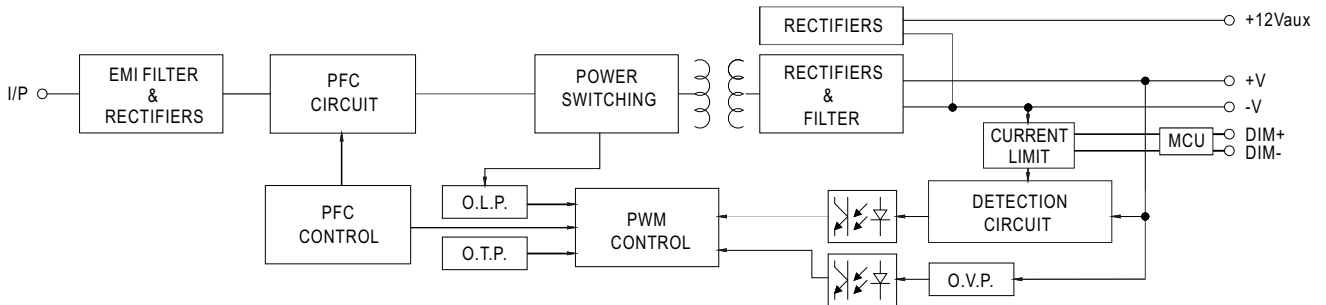 RECTIFIERS
+12Vaux
I/P
EMI FILTER
&
RECTIFIERS
PFC
CIRCUIT
POWER
SWITCHING
RECTIFIERS
&
FILTER
+V
-V
CURRENT
LIMIT
MCU
DIM+
DIM-
PFC
CONTROL
O.L.P.
O.T.P.
PWM
CONTROL
DETECTION
CIRCUIT
O.V.P.